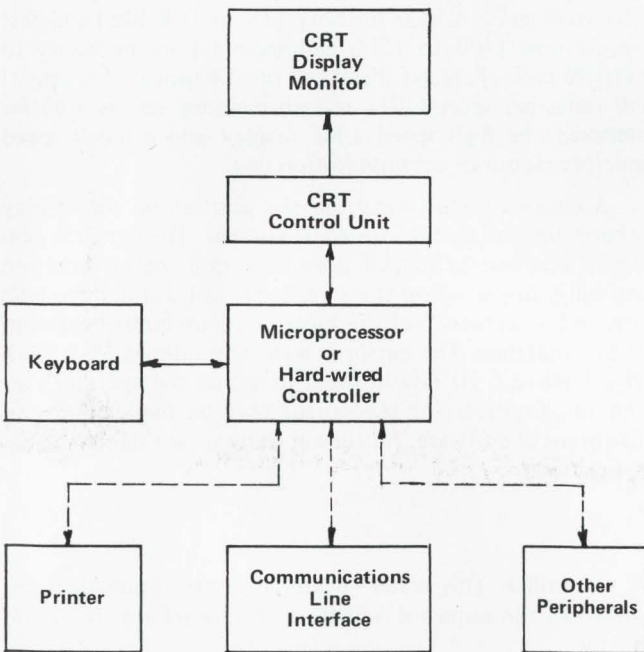 CRT
Display
Monitor
CRT
Control Unit
Keyboard
Microprocessor
or
Hard-wired
Controller
Printer
Communications
Line
Interface
Other
Peripherals